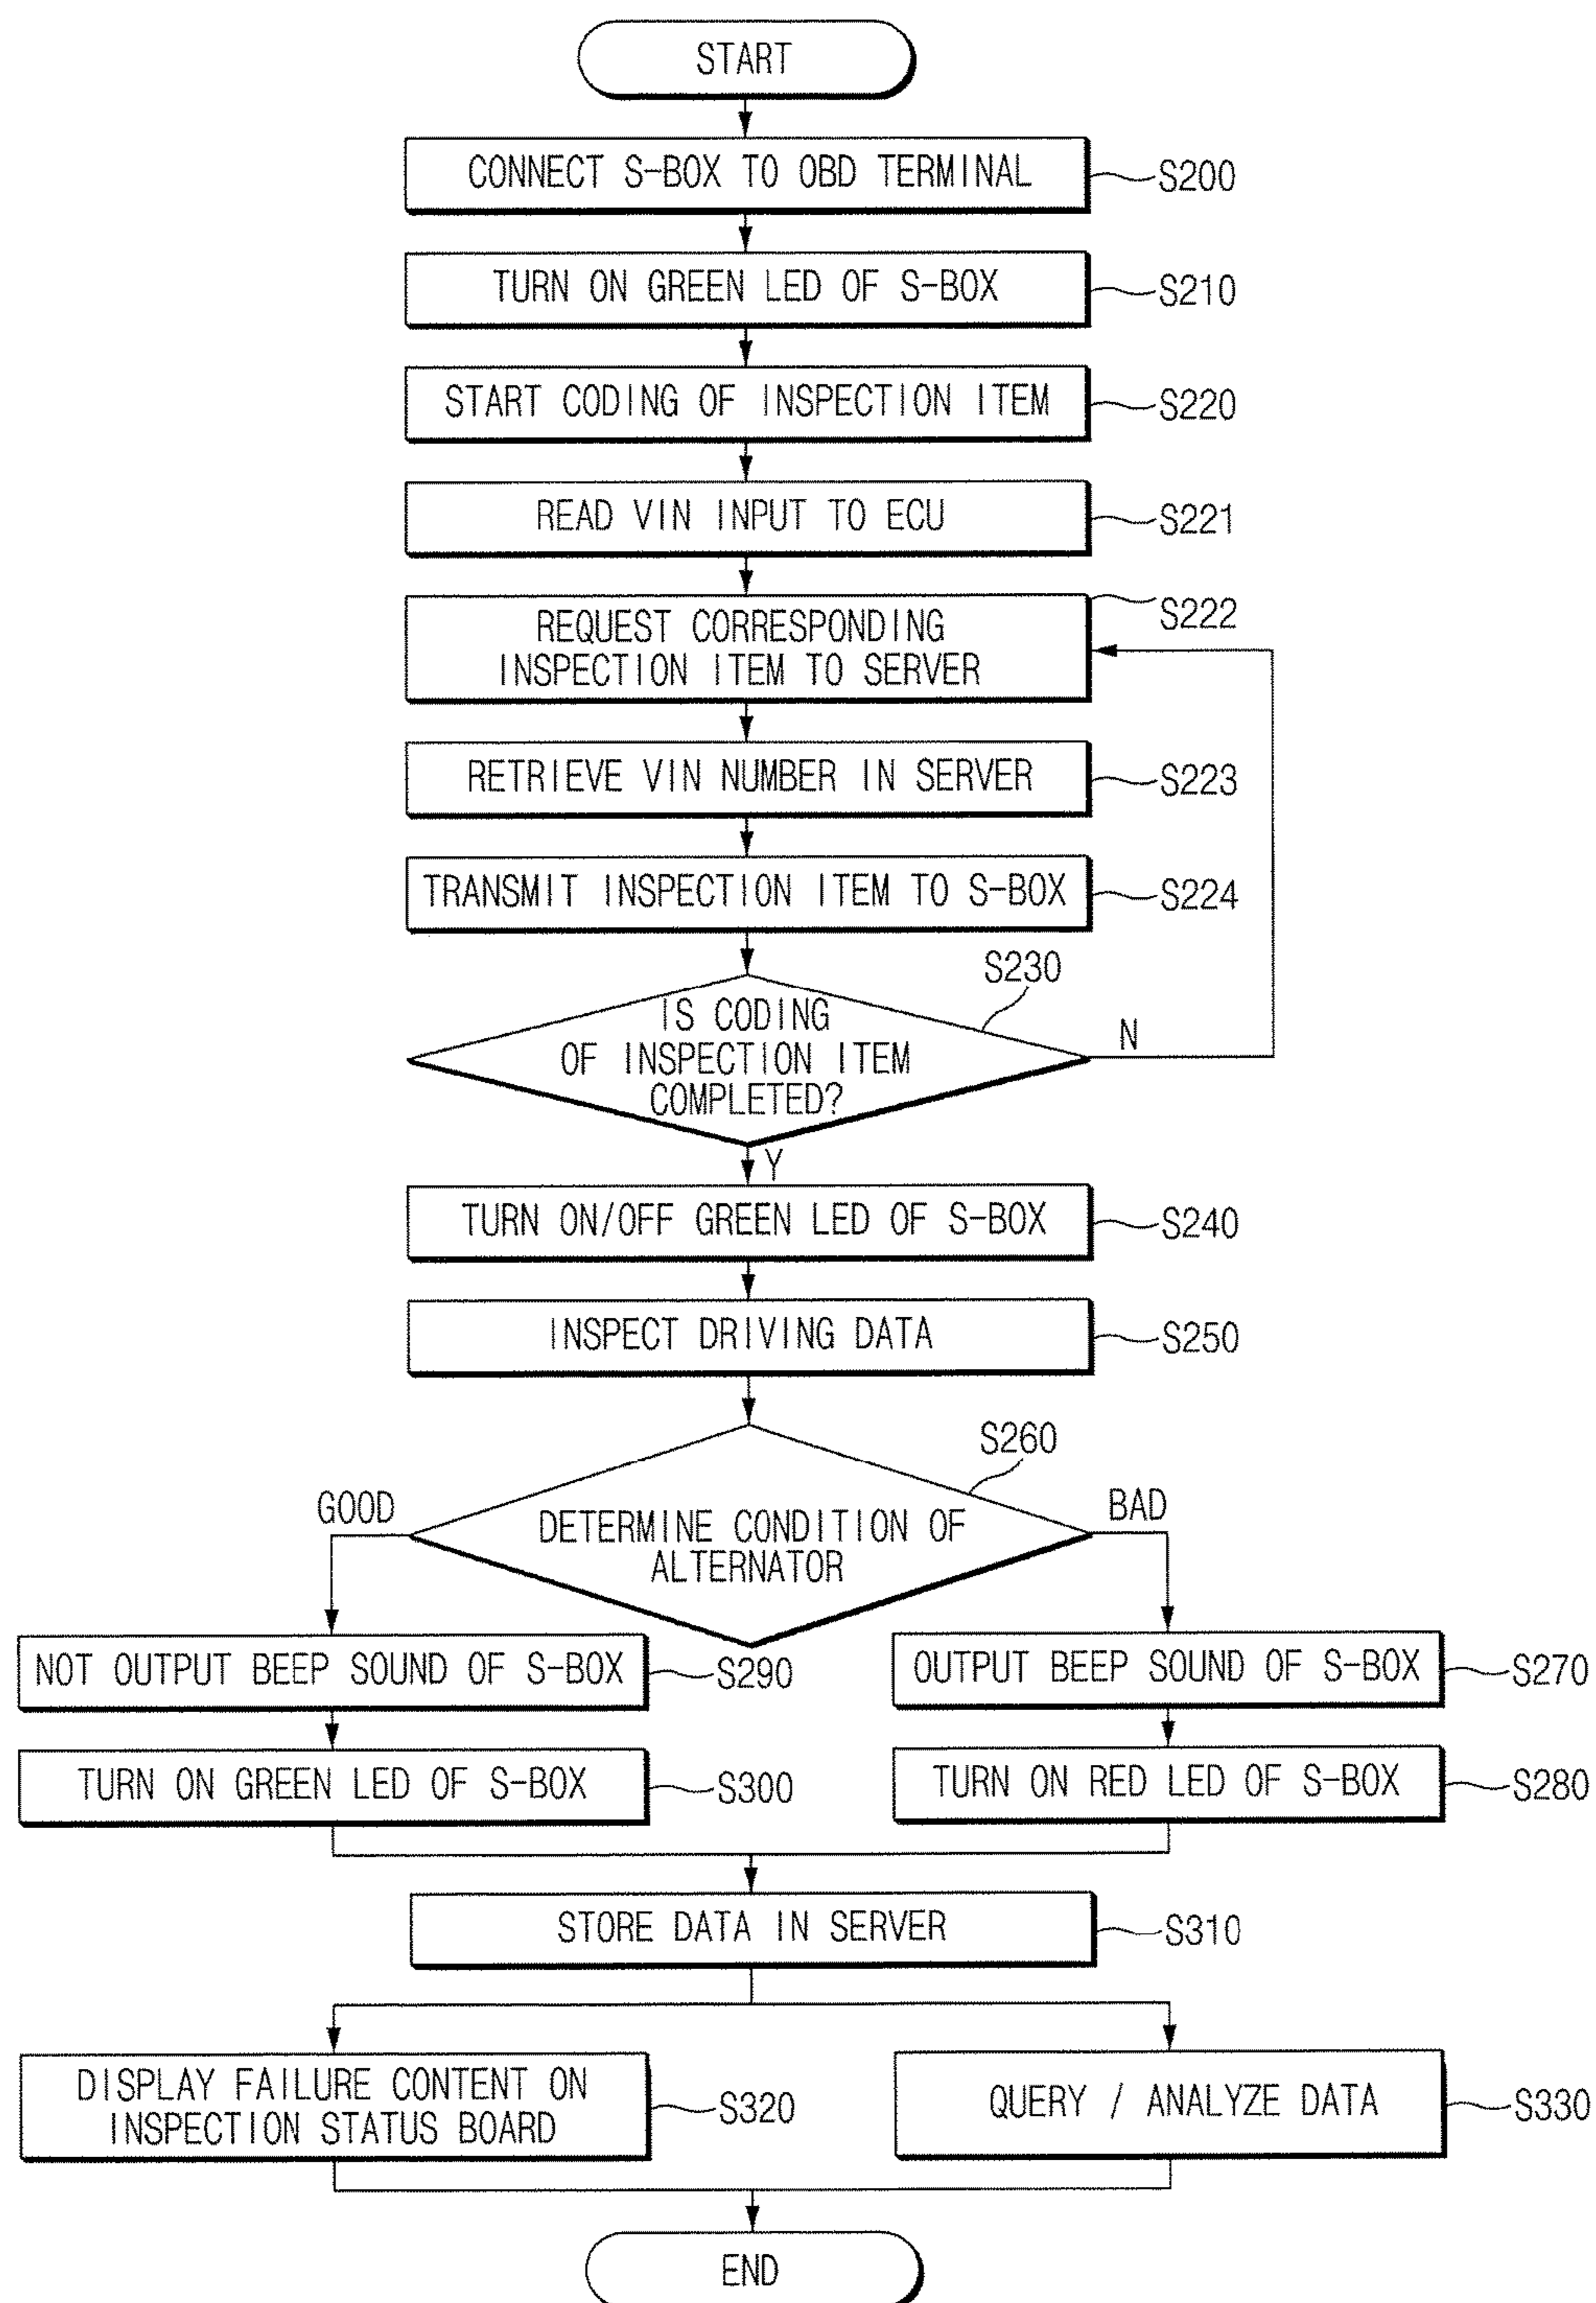 START
CONNECT S-BOX TO OBD TERMINAL
S200
TURN ON GREEN LED OF S-BOX
S210
START CODING OF INSPECTION ITEM
S220
READ VIN INPUT TO ECU
S221
REQUEST CORRESPONDING
INSPECTION ITEM TO SERVER
S222
RETRIEVE VIN NUMBER IN SERVER
S223
TRANSMIT INSPECTION ITEM TO S-BOX
S224
S230
IS CODING
OF INSPECTION ITEM
COMPLETED?
N
Y
TURN ON/OFF GREEN LED OF S-BOX
S240
INSPECT DRIVING DATA
S250
S260
GOOD
BAD
DETERMINE CONDITION OF
ALTERNATOR
NOT OUTPUT BEEP SOUND OF S-BOX
S290
OUTPUT BEEP SOUND OF S-BOX
S270
TURN ON GREEN LED OF S-BOX
S300
TURN ON RED LED OF S-BOX
S280
STORE DATA IN SERVER
S310
DISPLAY FAILURE CONTENT ON
INSPECTION STATUS BOARD
S320
QUERY / ANALYZE DATA
S330
END